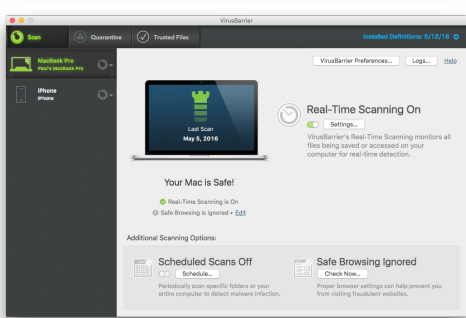 VirusBarrier
Scan
Quarantine
Trusted Files
Installed Definitions: 5/12/16
MacBook Pro
Paul's MacBook Pro
iPhone
iPhone
VirusBarrier Preferences...
Logs...
Help
Last Scan
May 5, 2016
Real-Time Scanning On
Settings...
VirusBarrier's Real-Time Scanning monitors all
files being saved or accessed on your
computer for real-time detection.
Your Mac is Safe!
Real-Time Scanning is On
Safe Browsing is ignored • Edit
Additional Scanning Options:
Scheduled Scans Off
Schedule...
Periodically scan specific folders or your
entire computer to detect malware infection.
Safe Browsing Ignored
Check Now...
Proper browser settings can help prevent you
from visiting fraudulent websites.